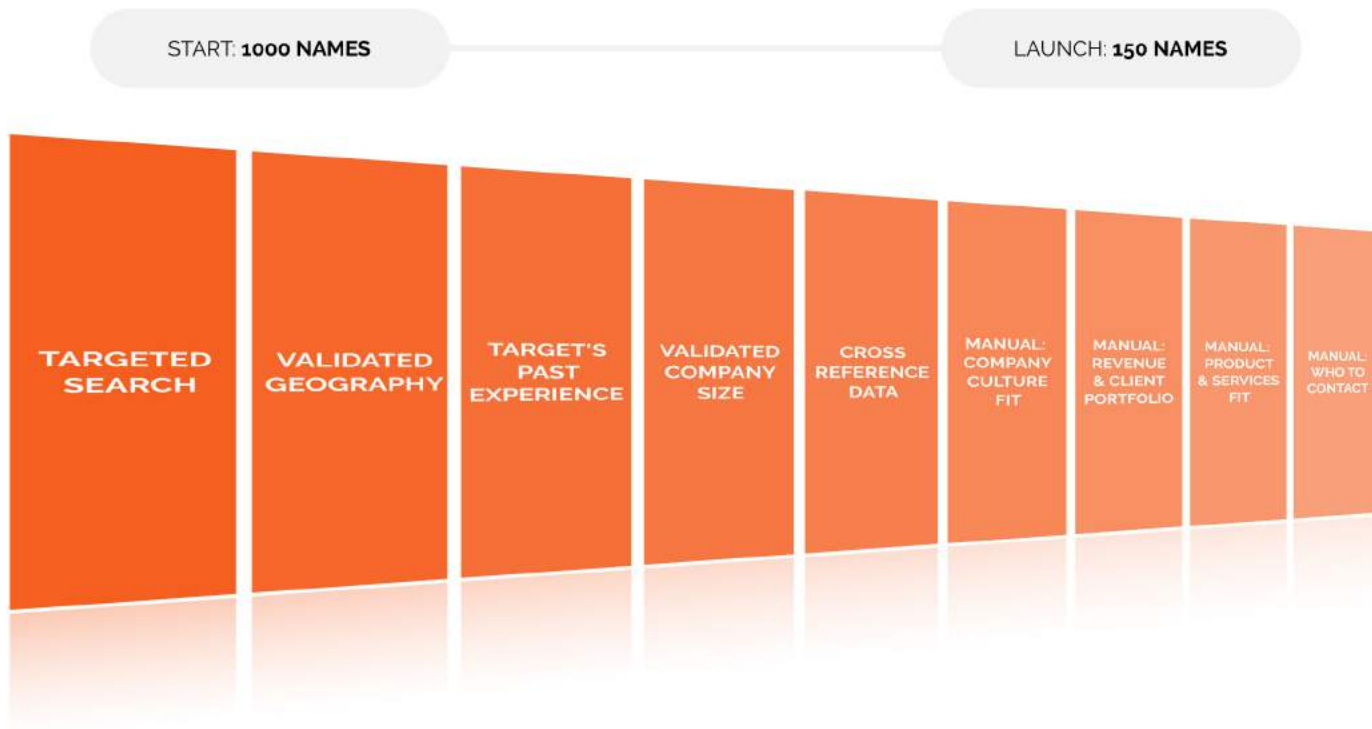 START: 1000 NAMES
LAUNCH: 150 NAMES
TARGETED
SEARCH
VALIDATED
GEOGRAPHY
TARGET'S
PAST
EXPERIENCE
VALIDATED
COMPANY
SIZE
CROSS
REFERENCE
DATA
MANUAL:
COMPANY
CULTURE
FIT
MANUAL:
REVENUE
& CLIENT
PORTFOLIO
MANUAL:
PRODUCT
& SERVICES
FIT
MANUAL:
WHO TO
CONTACT